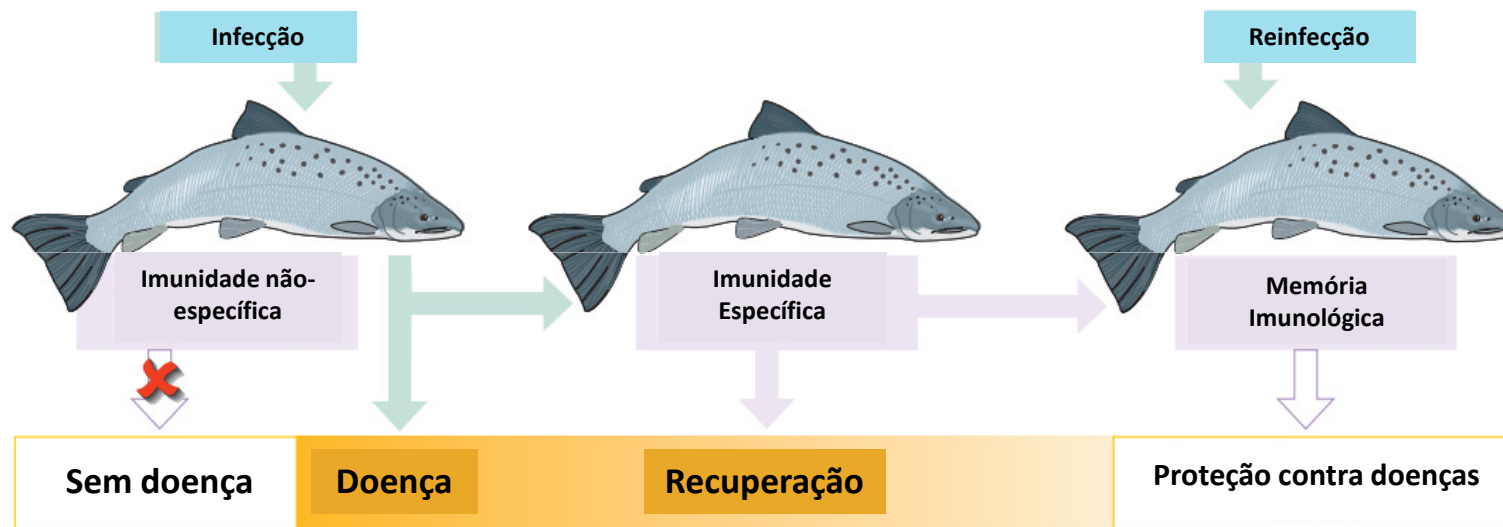 Infecção
Reinfecção
Imunidade não-
específica
Imunidade
Específica
Memória
Imunológica
Sem doença
Doença
Recuperação
Proteção contra doenças